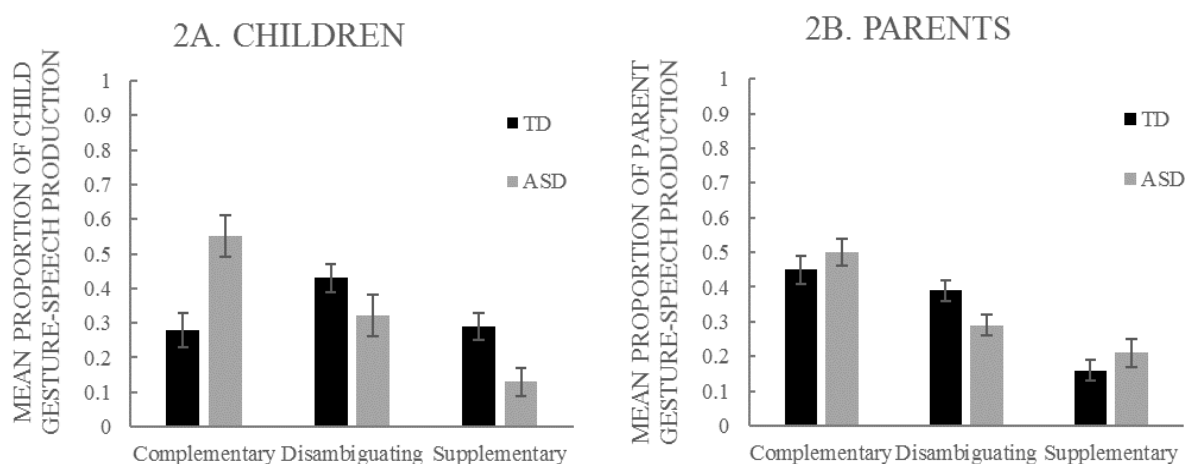 2A. CHILDREN
MEAN PROPORTION OF CHILD
GESTURE-SPEECH PRODUCTION
1
0.9
0.8
0.7
0.6
0.5
0.4
0.3
0.2
0.1
0
TD
ASD
Complementary Disambiguating Supplementary
2B. PARENTS
MEAN PROPORTION OF PARENT
GESTURE-SPEECH PRODUCTION
1
0.9
0.8
0.7
0.6
0.5
0.4
0.3
0.2
0.1
0
TD
ASD
Complementary Disambiguating Supplementary